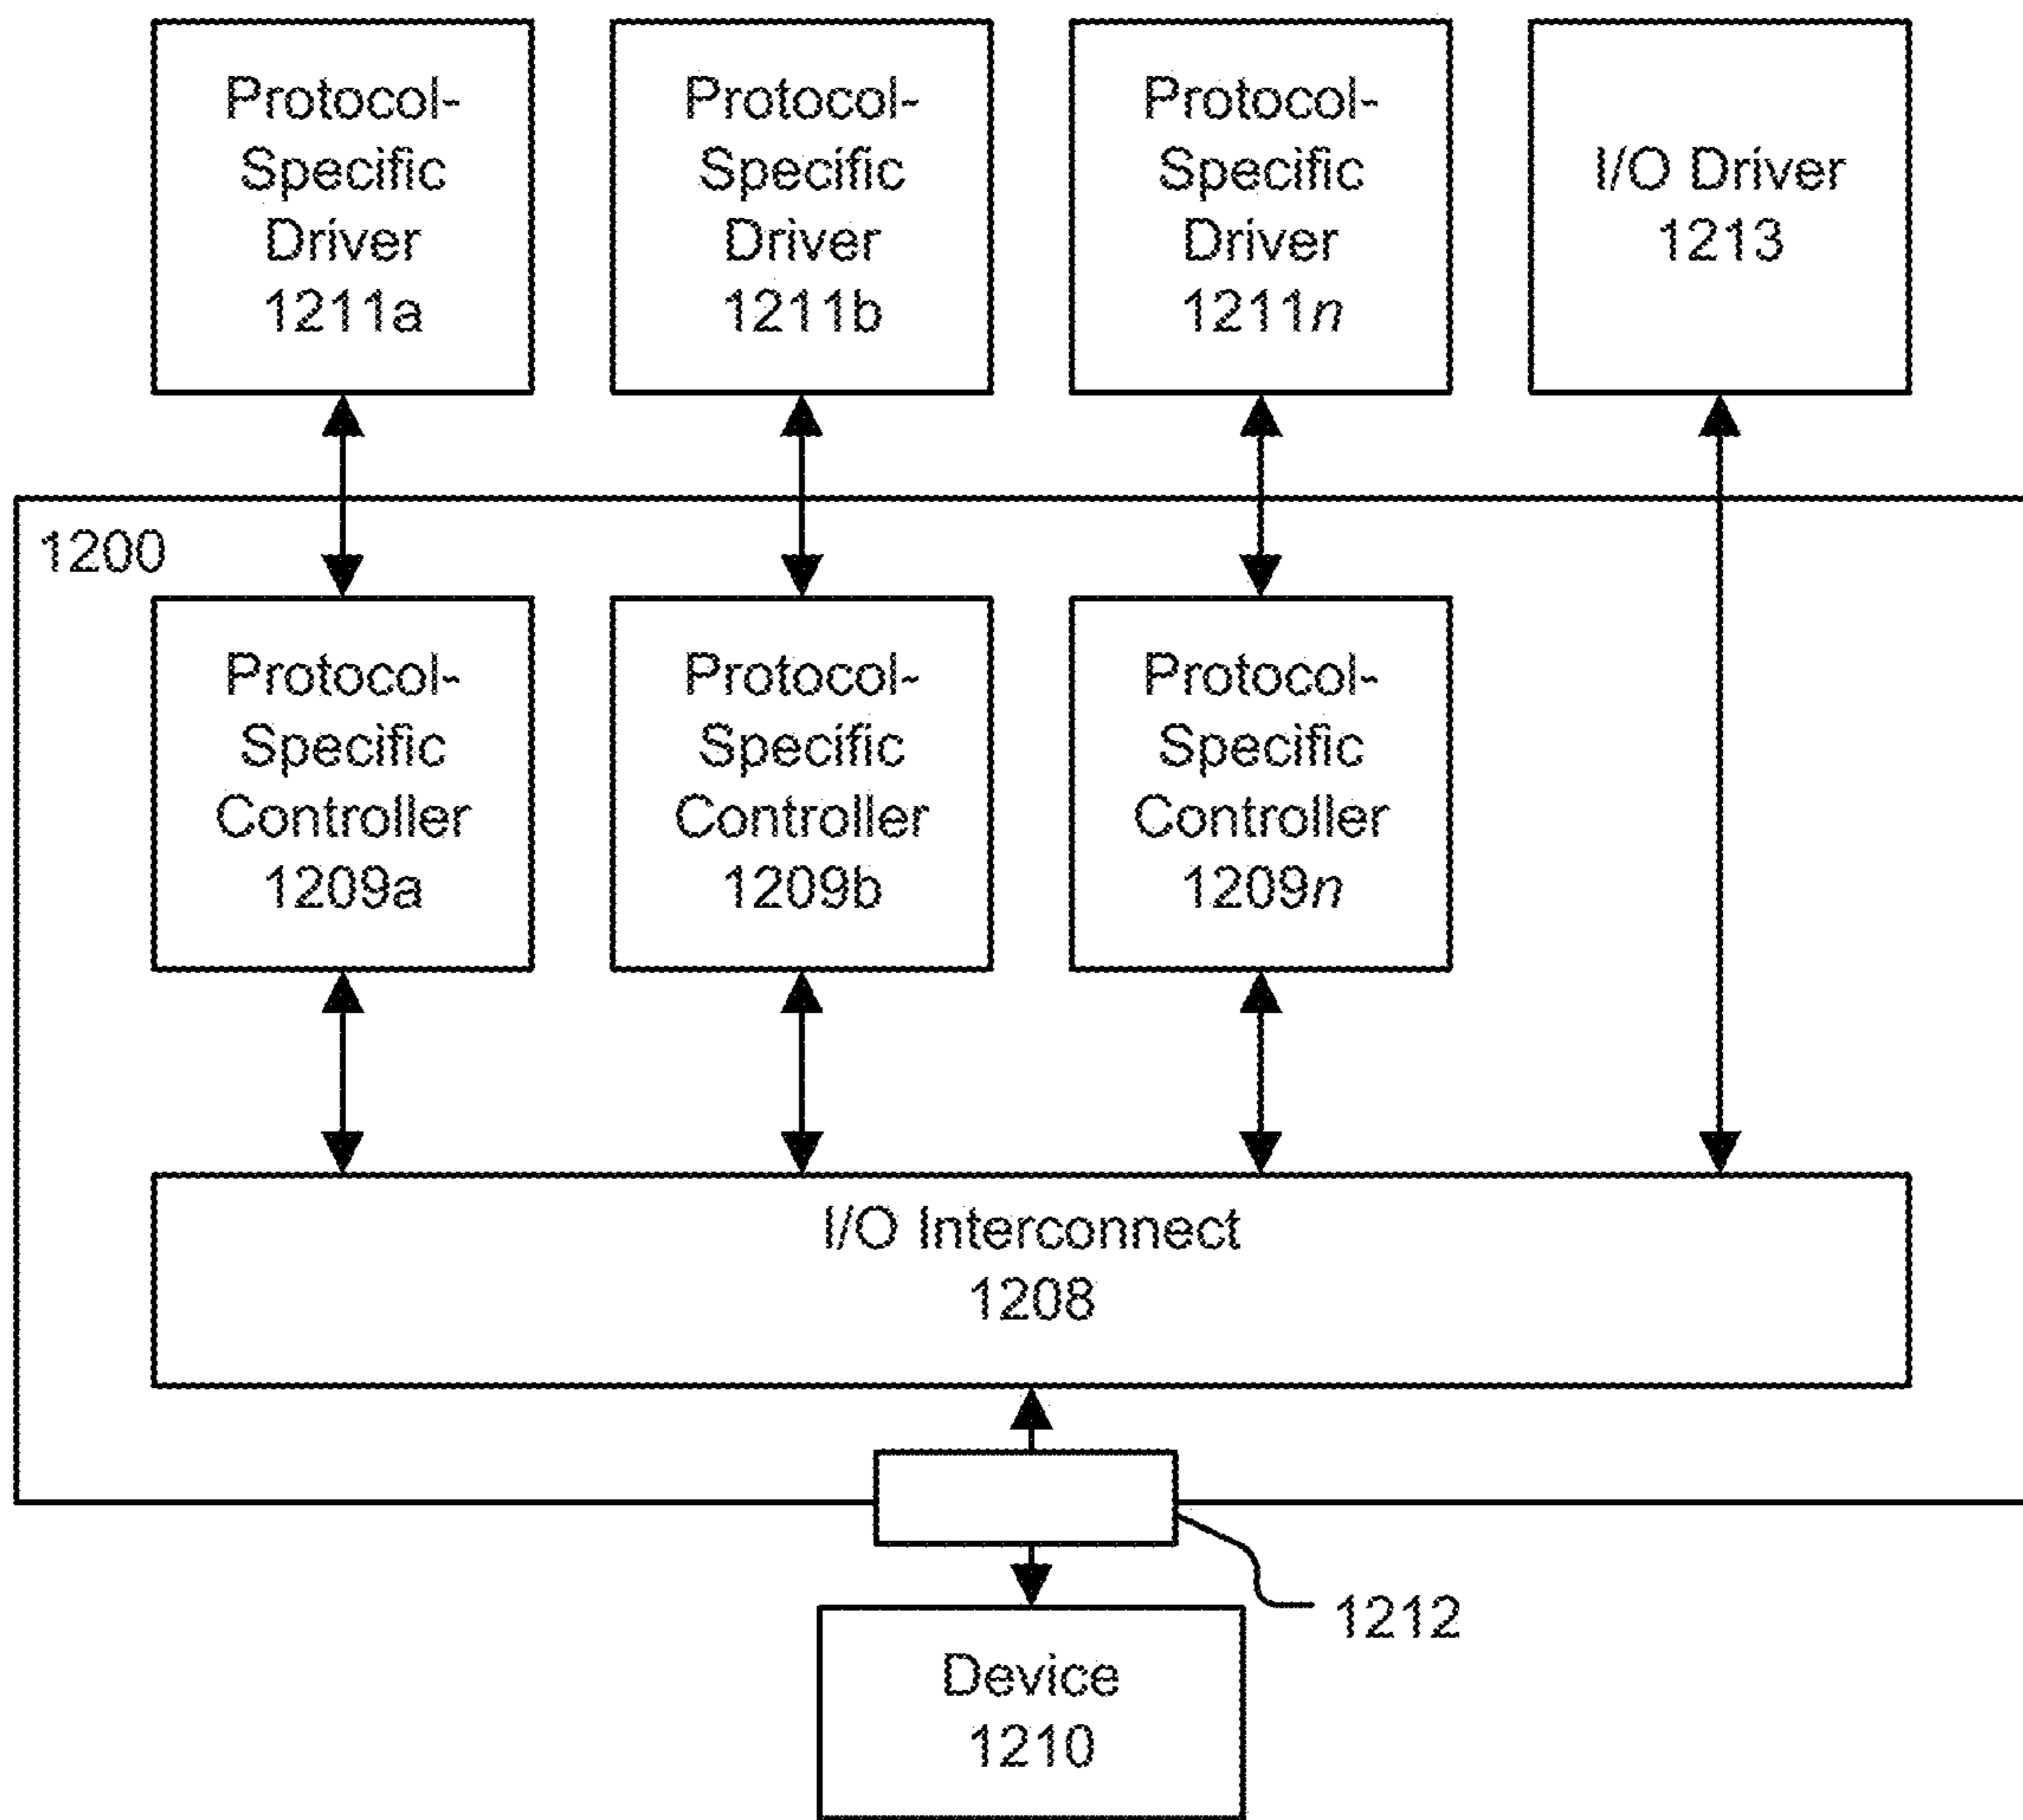 Protocol-
Specific
Driver
1211a
Protocol-
Specific
Driver
1211b
Protocol-
Specific
Driver
1211n
I/O Driver
1213
1200
Protocol-
Specific
Controller
1209a
Protocol-
Specific
Controller
1209b
Protocol-
Specific
Controller
1209n
I/O Interconnect
1208
1212
Device
1210